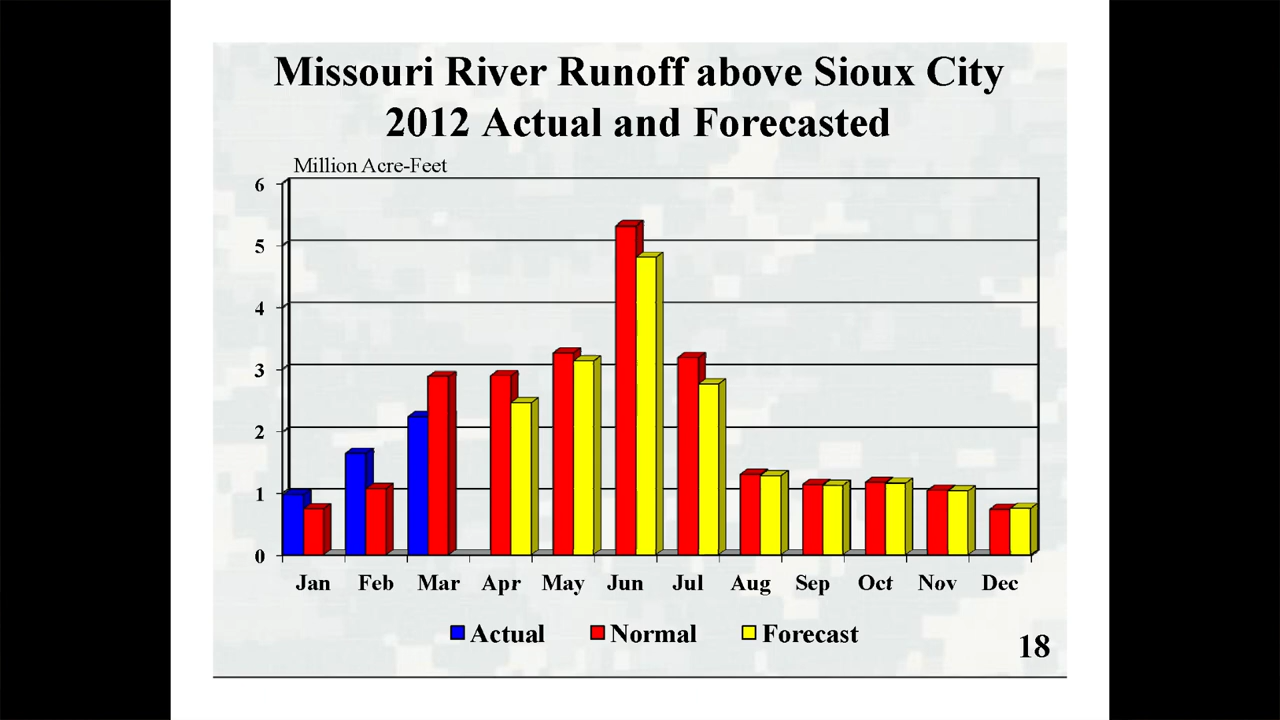 Missouri River Runoff above Sioux City
2012 Actual and Forecasted
Million Acre-Feet
6
5
4
3
2
1
0
Jan Feb Mar Apr May Jun Jul Aug Sep Oct Nov Dec
Actual Normal Forecast
18